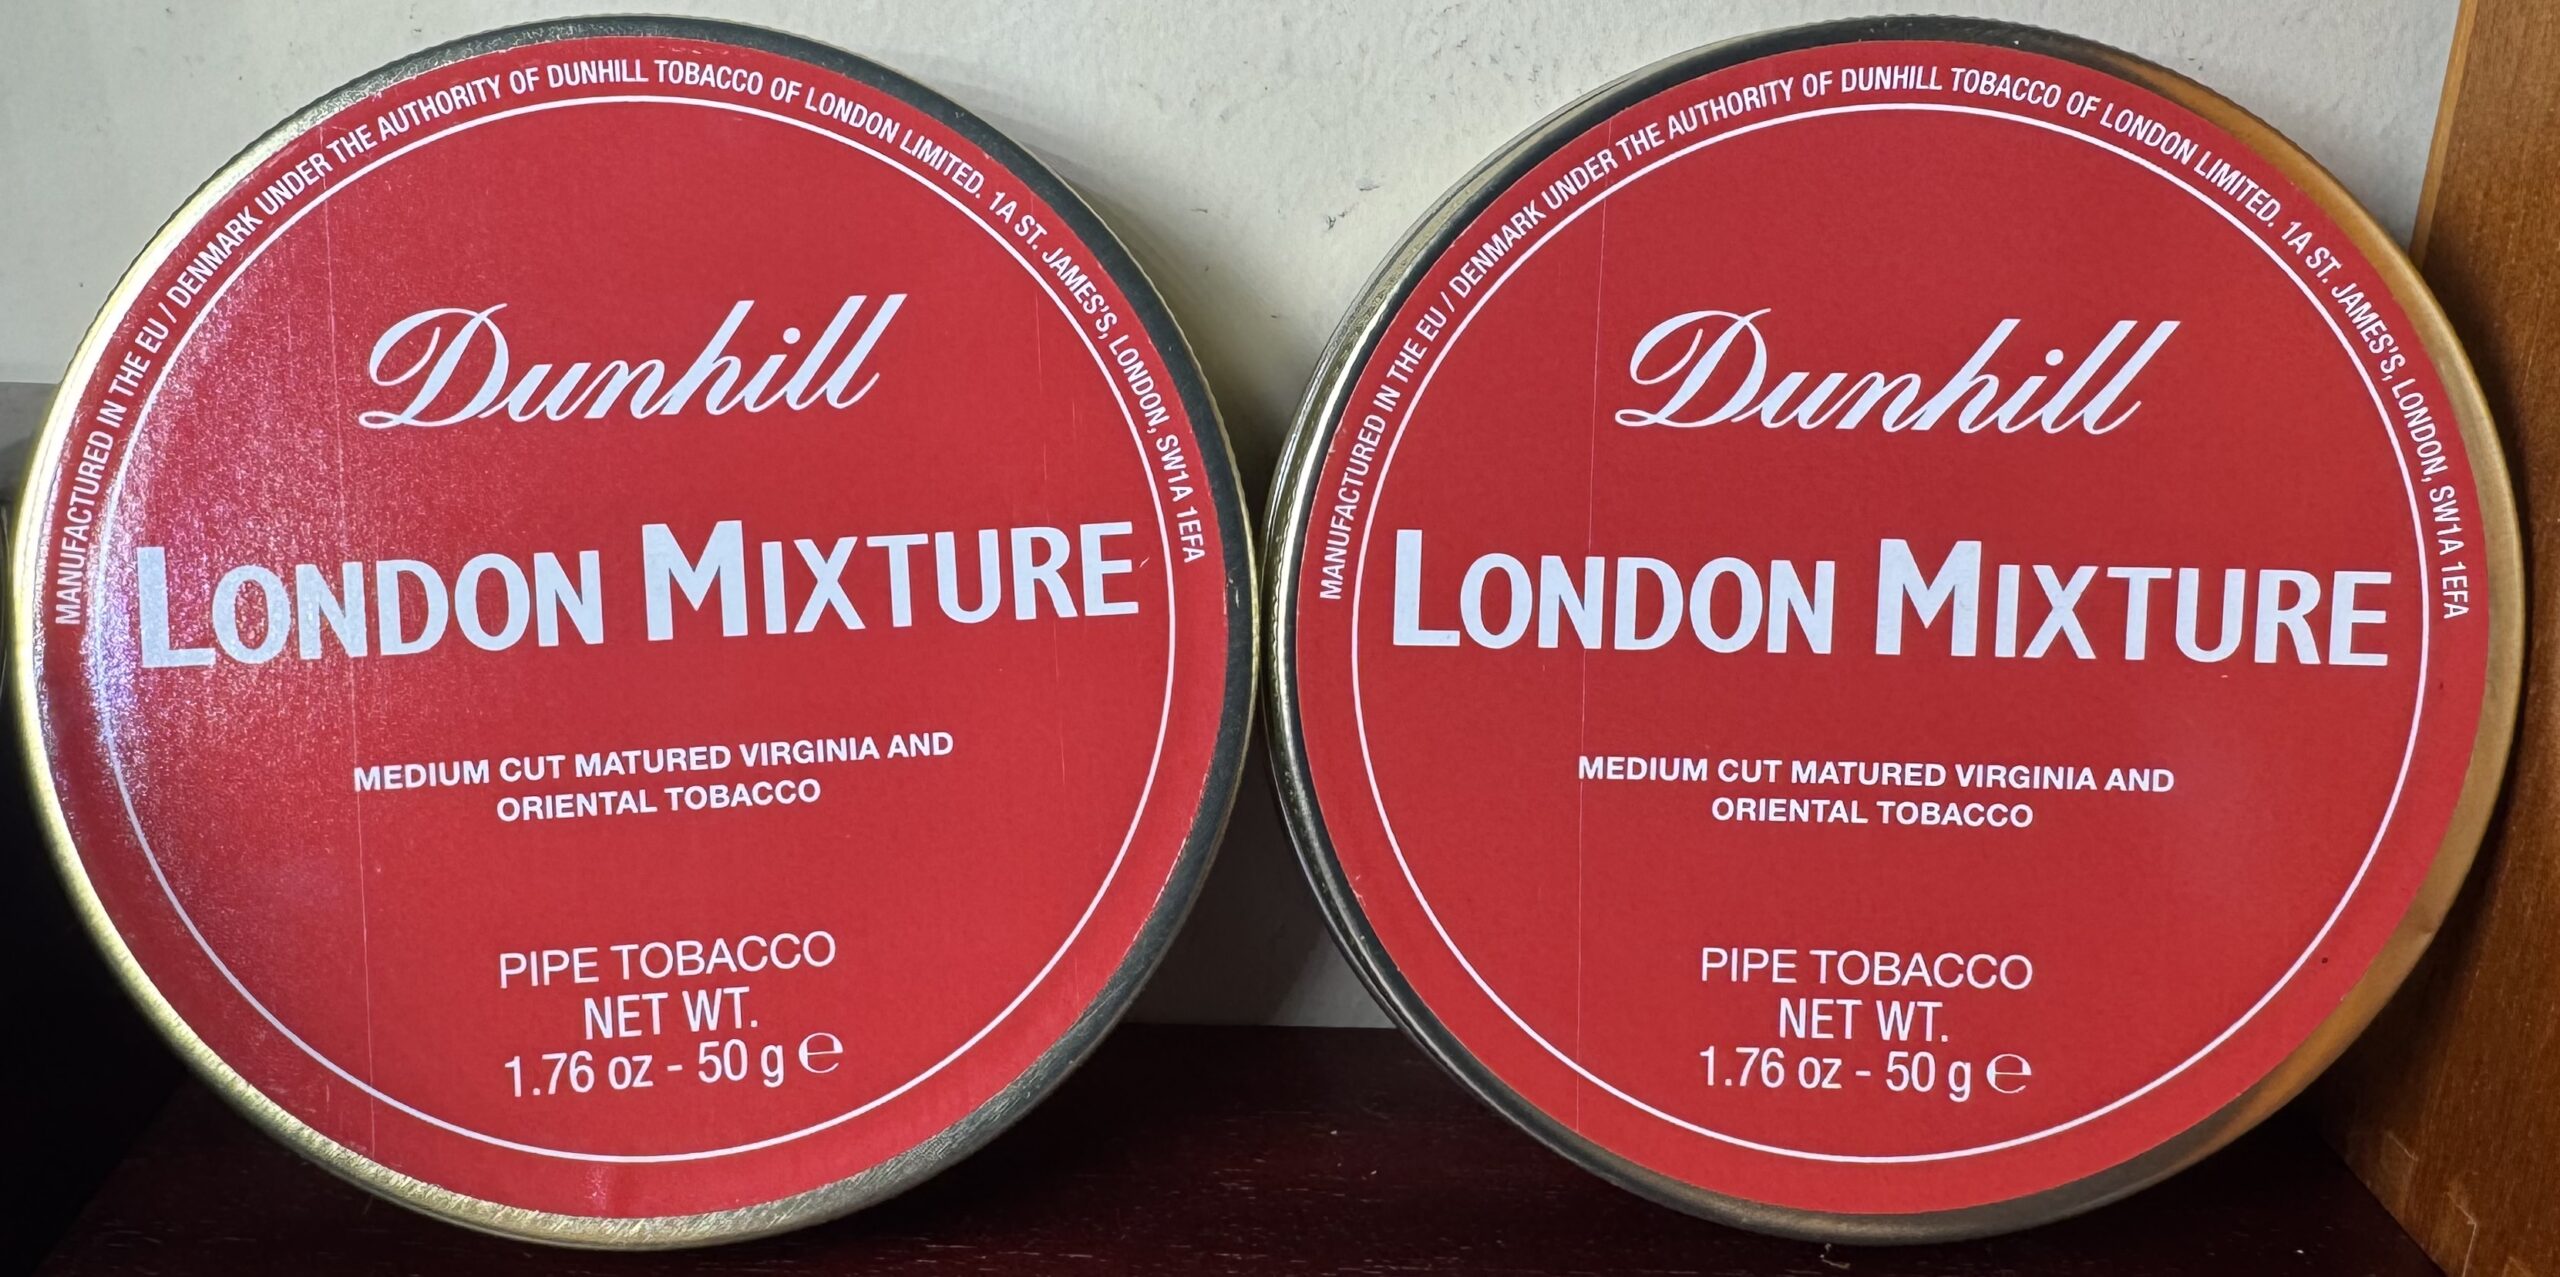 MANUFACTURED IN THE EU / DENMARK UNDER THE AUTHORITY OF DUNHILL TOBACCO OF LONDON LIMITED. 1A ST. JAMES'S, LONDON, SW1A 1EFA
Dunhill
LONDON MIXTURE
MEDIUM CUT MATURED VIRGINIA AND
ORIENTAL TOBACCO
PIPE TOBACCO
NET WT.
1.76 oz - 50 g ℮
MANUFACTURED IN THE EU / DENMARK UNDER THE AUTHORITY OF DUNHILL TOBACCO OF LONDON LIMITED. 1A ST. JAMES'S, LONDON, SW1A 1EFA
Dunhill
LONDON MIXTURE
MEDIUM CUT MATURED VIRGINIA AND
ORIENTAL TOBACCO
PIPE TOBACCO
NET WT.
1.76 oz - 50 g ℮